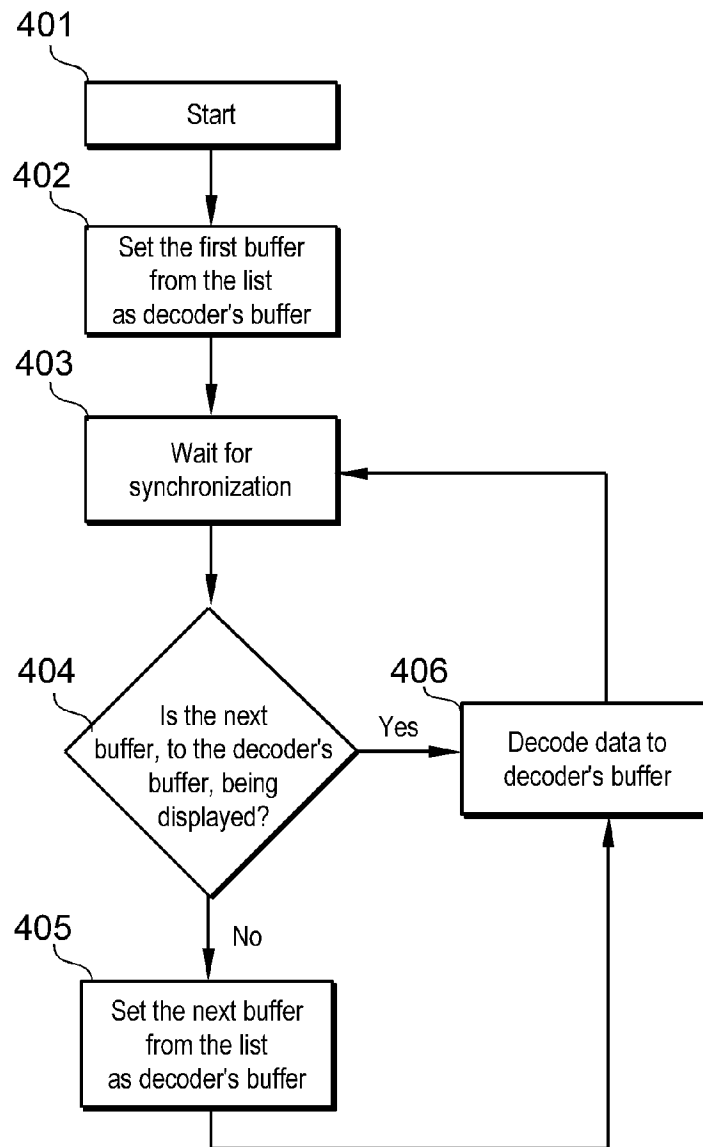 401
Start
402
Set the first buffer
from the list
as decoder's buffer
403
Wait for
synchronization
404
Is the next
buffer, to the decoder's
buffer, being
displayed?
Yes
406
Decode data to
decoder's buffer
No
405
Set the next buffer
from the list
as decoder's buffer